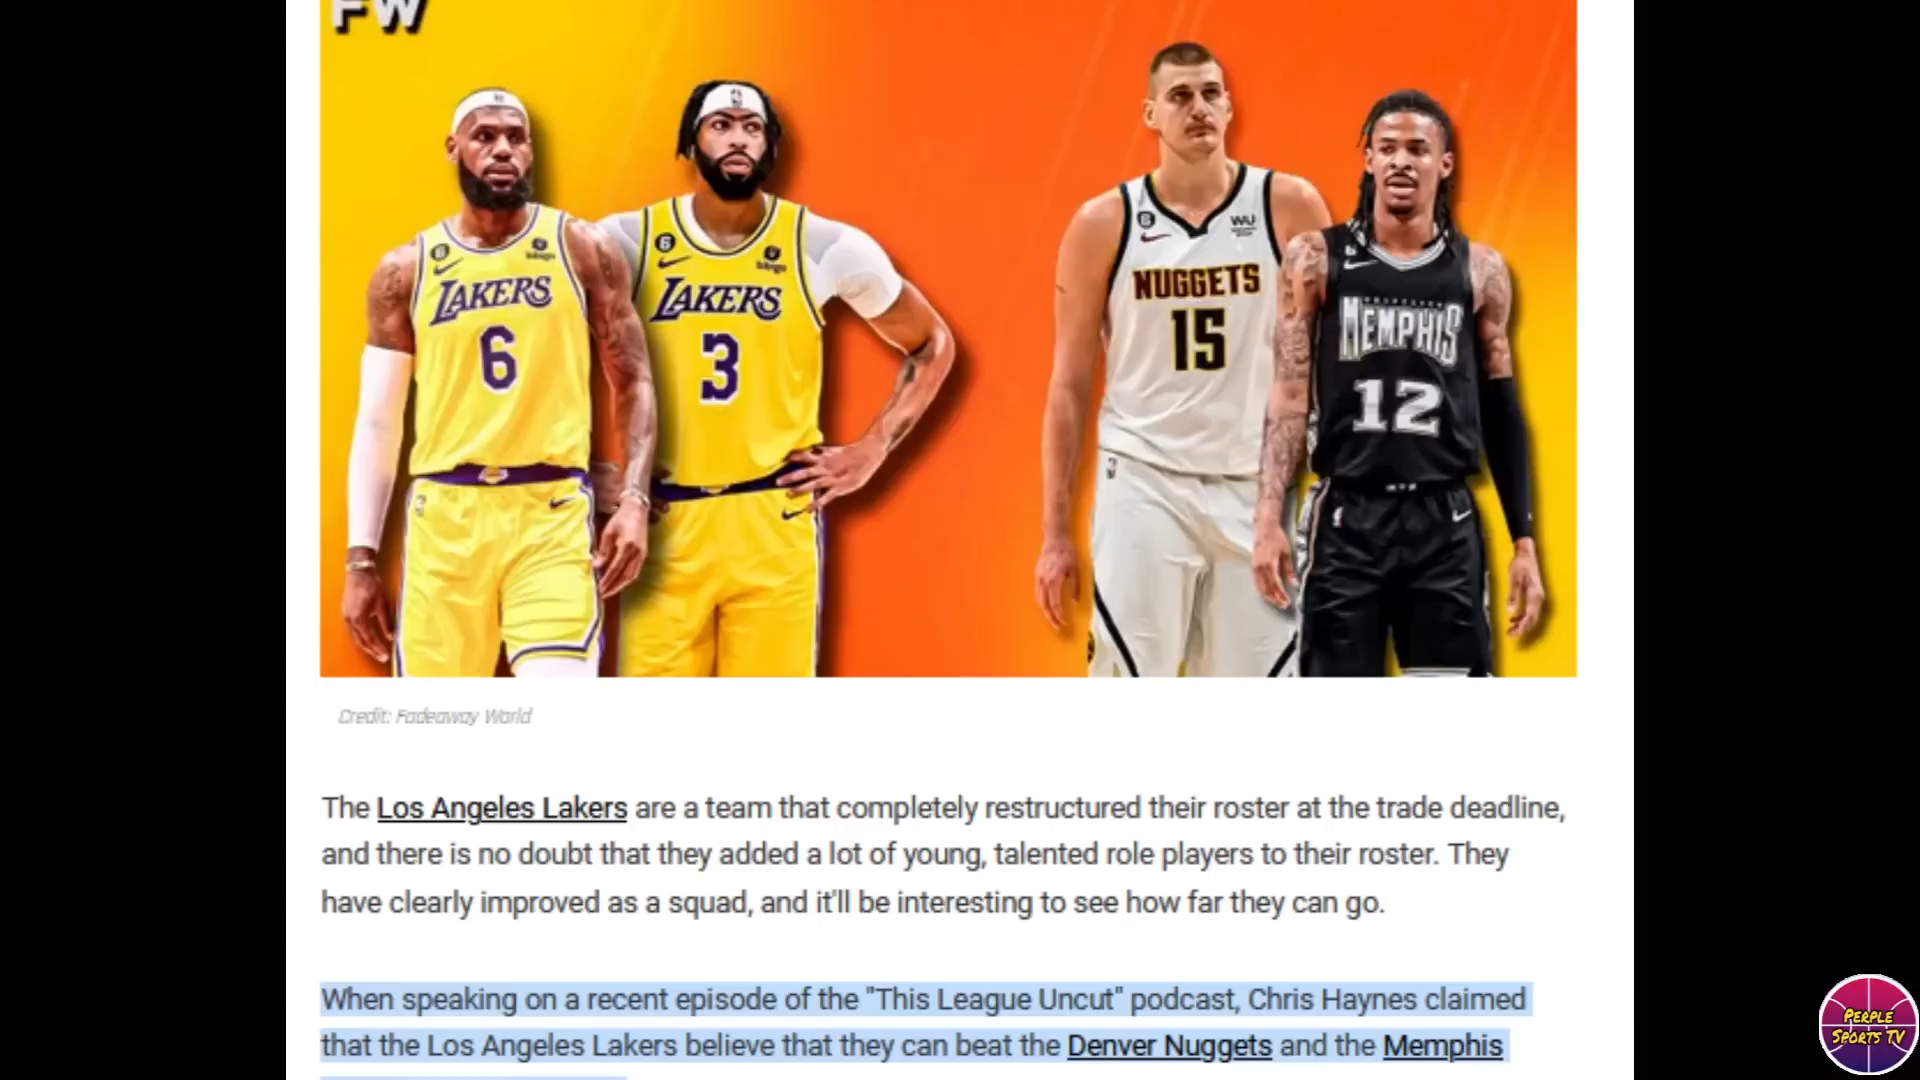 FW
LAKERS
6
LAKERS
3
NUGGETS
15
MEMPHIS
12
Credit: Fadeaway World
The Los Angeles Lakers are a team that completely restructured their roster at the trade deadline,
and there is no doubt that they added a lot of young, talented role players to their roster. They
have clearly improved as a squad, and it'll be interesting to see how far they can go.
When speaking on a recent episode of the "This League Uncut" podcast, Chris Haynes claimed
that the Los Angeles Lakers believe that they can beat the Denver Nuggets and the Memphis
PERPLE
SPORTS TV